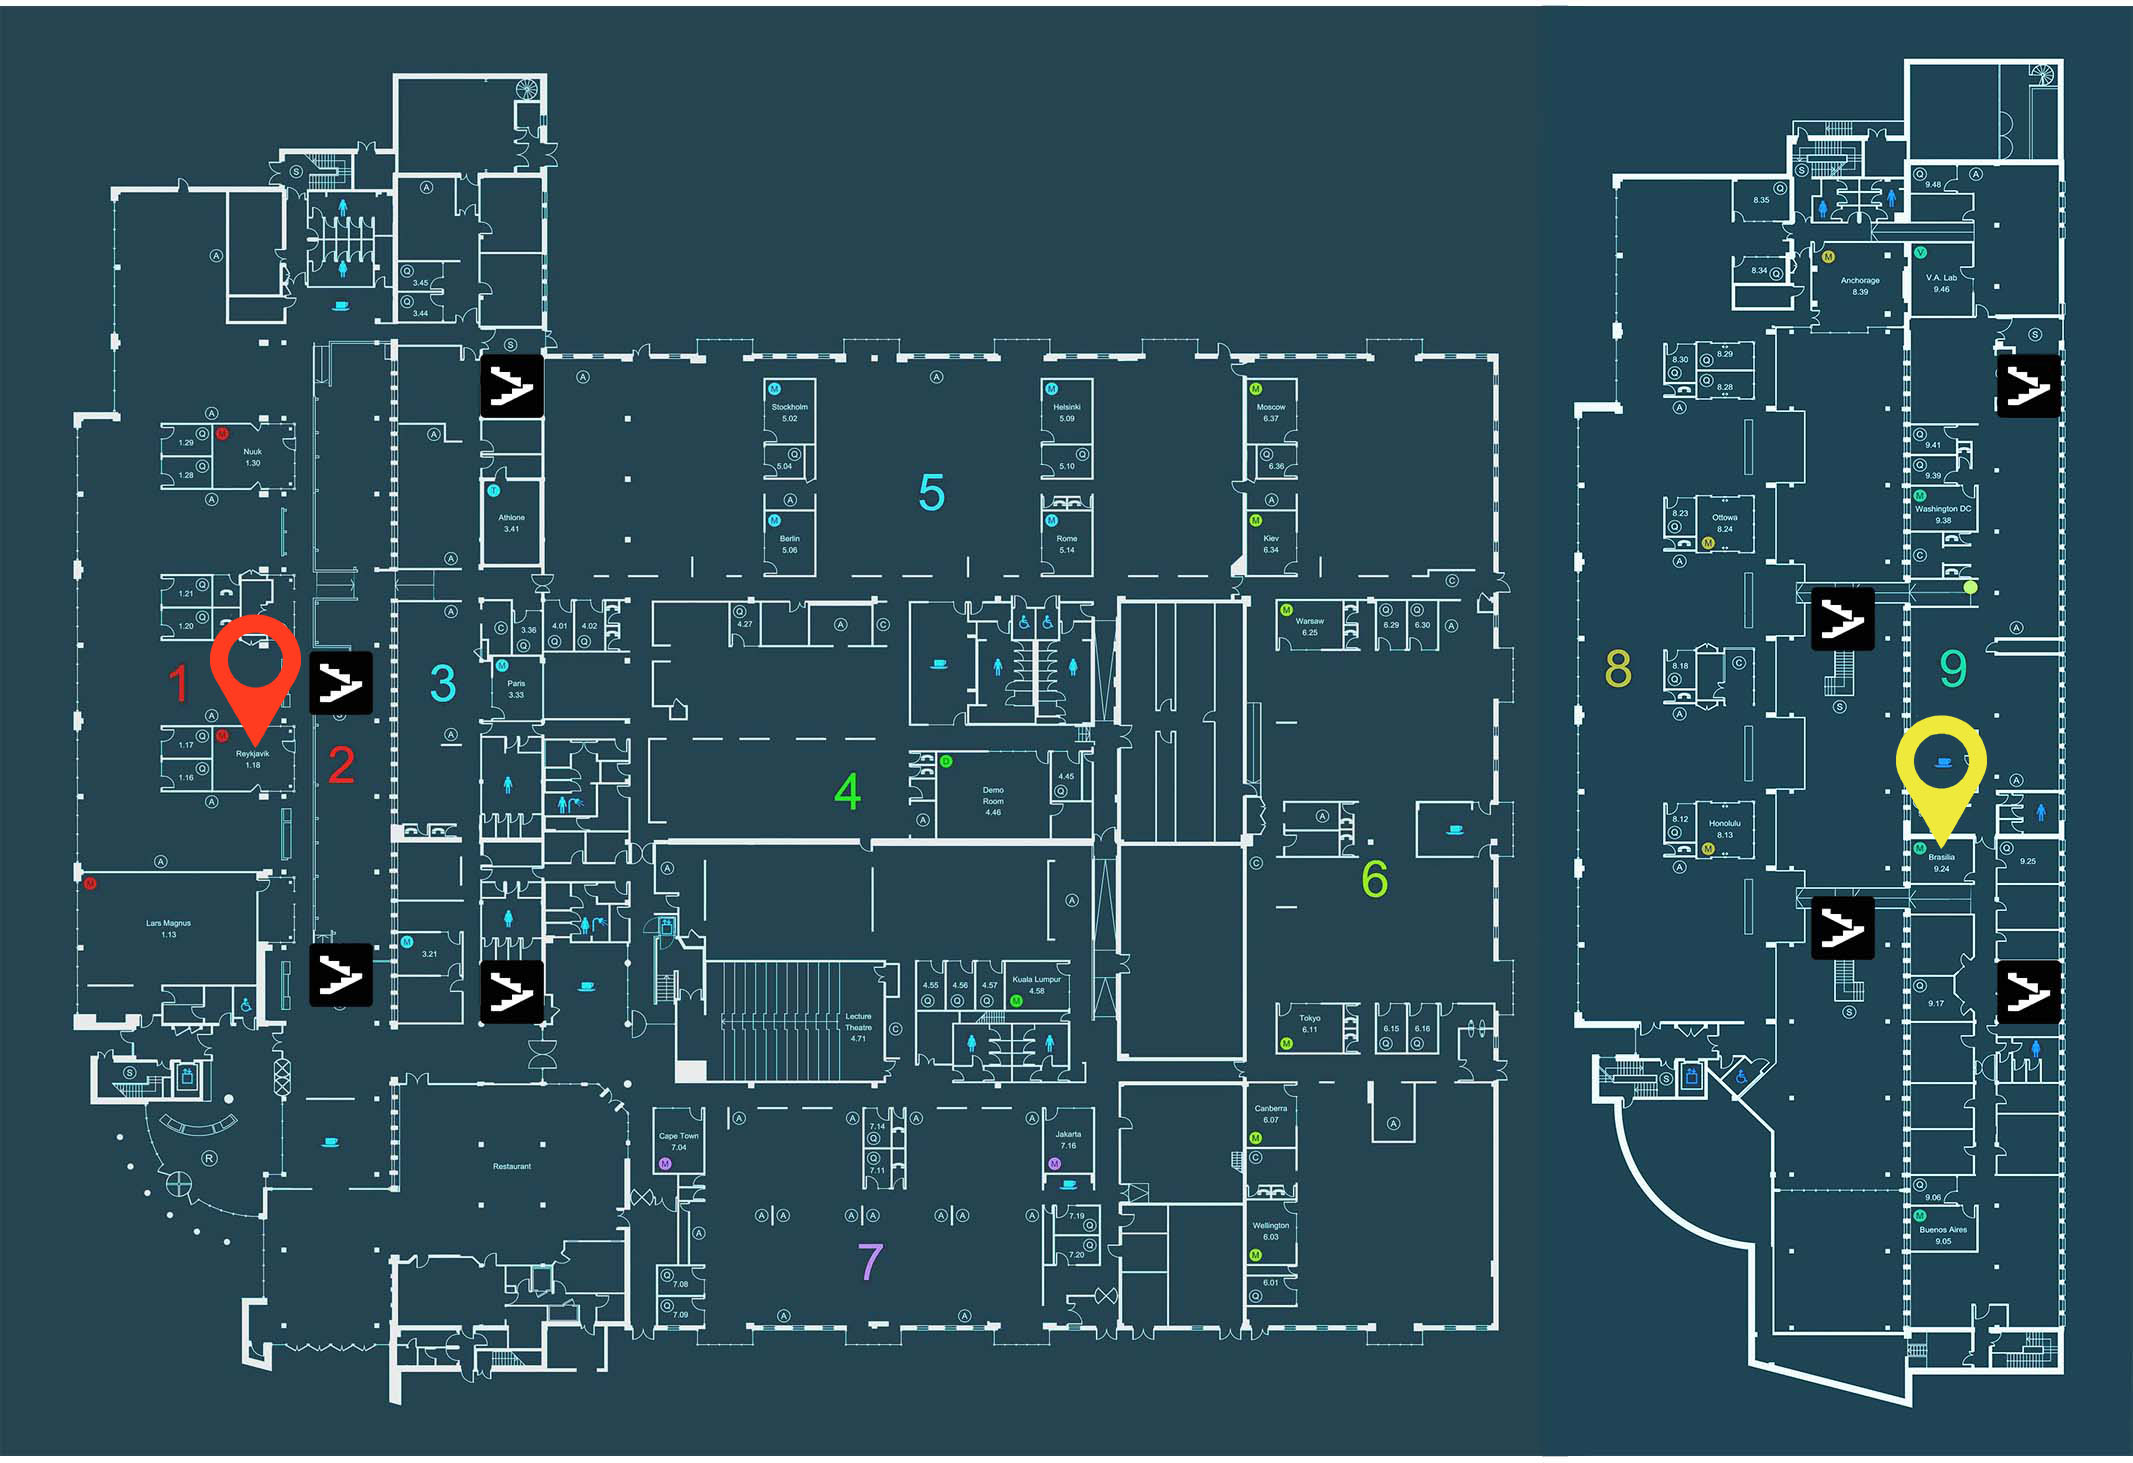 S
A
A
Q
3.45
Q
3.44
S
A
A
A
A
Q
1.29
Q
1.28
M
Nuuk
1.30
A
A
T
Athlone
3.41
A
M
Stockholm
5.02
Q
5.04
A
M
Berlin
5.06
5
M
Helsinki
5.09
Q
5.10
M
Rome
5.14
M
Moscow
6.37
Q
6.36
A
M
Kiev
6.34
C
1.21
Q
1.20
Q
A
C
3.36
Q
4.01
Q
4.02
Q
Q
4.27
A
C
M
Warsaw
6.25
6.29
Q
6.30
Q
A
1
3
M
Paris
3.33
A
A
1.17
Q
1.16
Q
M
Reykjavik
1.18
A
2
4
D
Demo
Room
4.46
A
4.45
Q
A
C
6
A
A
A
M
Lars Magnus
1.13
M
3.21
4.55
Q
4.56
Q
4.57
Q
Kuala Lumpur
4.58
M
Lecture
Theatre
4.71
C
Tokyo
6.11
M
6.15
Q
6.16
Q
S
R
Restaurant
Cape Town
7.04
M
A
A
7.14
Q
Q
7.11
A
A
Jakarta
7.16
M
Canberra
6.07
M
C
A
A
A
A
A
A
A
A
A
7.19
Q
Q
7.20
Wellington
6.03
M
6.01
Q
7
Q
7.08
Q
7.09
A
A
S
Q
8.35
Q
9.48
A
8.34
Q
M
Anchorage
8.39
V
V.A. Lab
9.46
S
8.30
Q
8.29
Q
Q
8.28
A
Q
9.41
Q
9.39
M
Washington DC
9.38
C
8.23
Q
Ottowa
8.24
M
A
A
8
9
8.18
Q
C
A
S
A
8.12
Q
Honolulu
8.13
M
A
M
Brasilia
9.24
Q
9.25
Q
9.17
S
S
Q
9.06
M
Buenos Aires
9.05